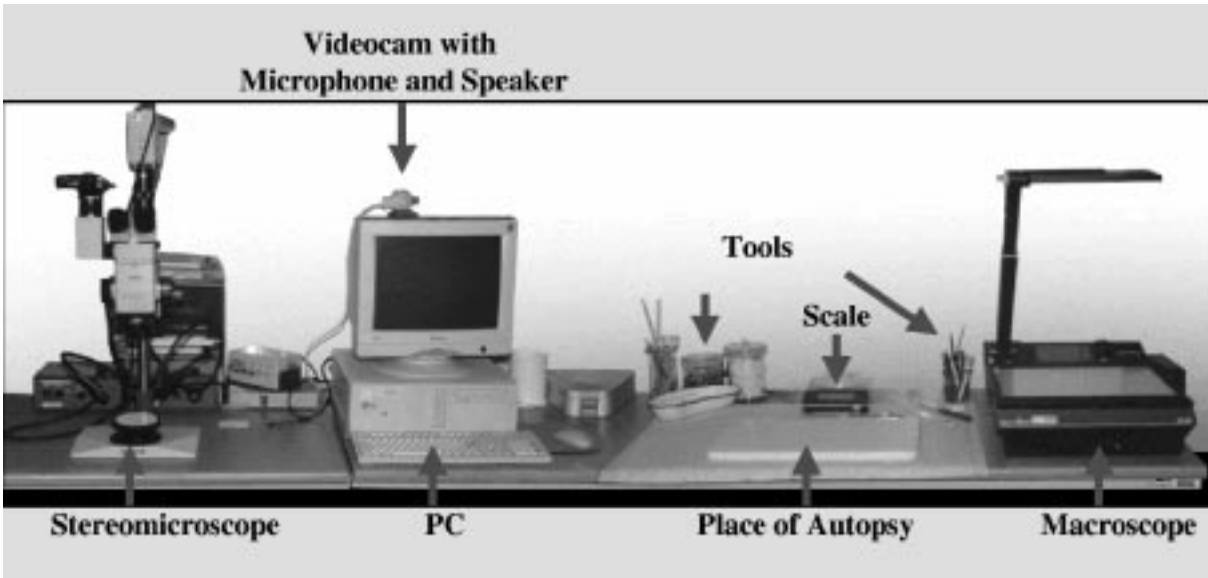 Videocam with
Microphone and Speaker
Tools
Scale
Stereomicroscope
PC
Place of Autopsy
Macroscope